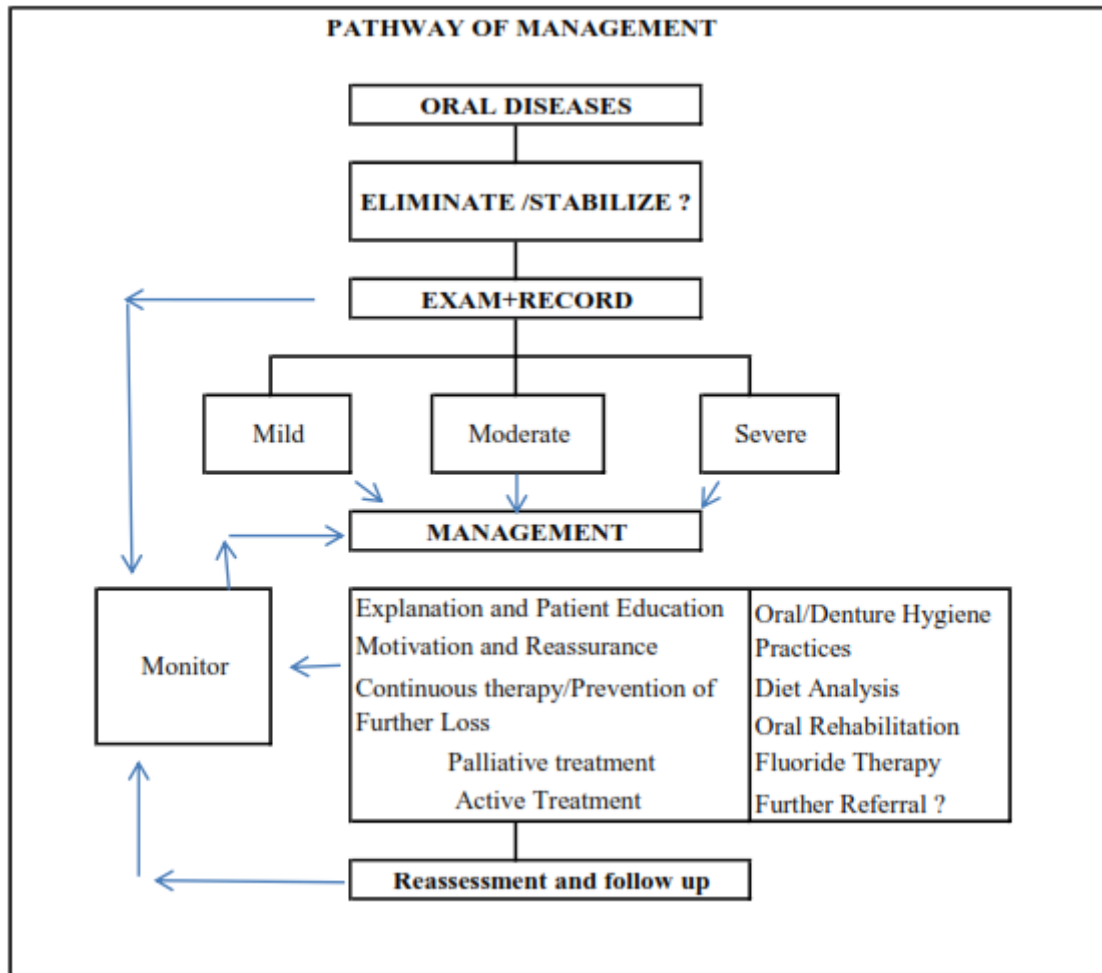 PATHWAY OF MANAGEMENT
ORAL DISEASES
ELIMINATE /STABILIZE ?
EXAM+RECORD
Mild
Moderate
Severe
MANAGEMENT
Monitor
Explanation and Patient Education
Motivation and Reassurance
Continuous therapy/Prevention of
Further Loss
Palliative treatment
Active Treatment
Oral/Denture Hygiene
Practices
Diet Analysis
Oral Rehabilitation
Fluoride Therapy
Further Referral ?
Reassessment and follow up